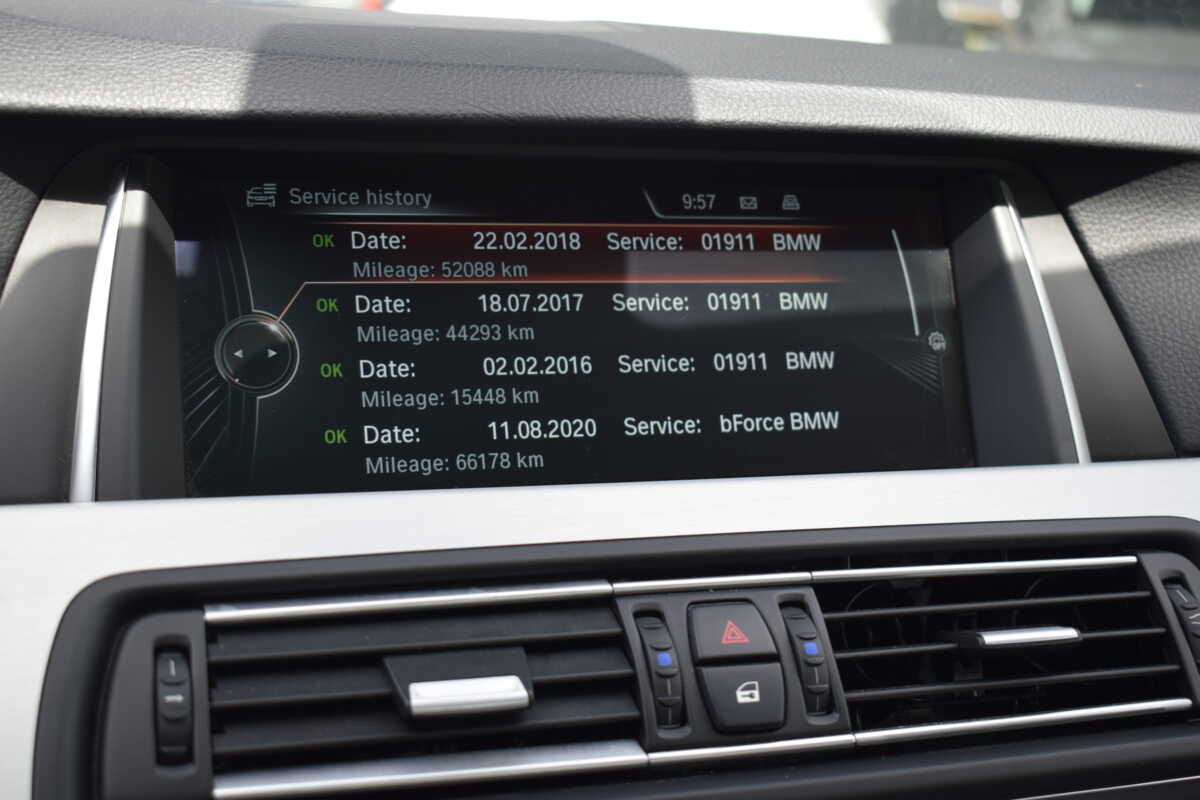 Service history 9:57
OK Date: 22.02.2018 Service: 01911 BMW
Mileage: 52088 km
OK Date: 18.07.2017 Service: 01911 BMW
Mileage: 44293 km
OK Date: 02.02.2016 Service: 01911 BMW
Mileage: 15448 km
OK Date: 11.08.2020 Service: bForce BMW
Mileage: 66178 km